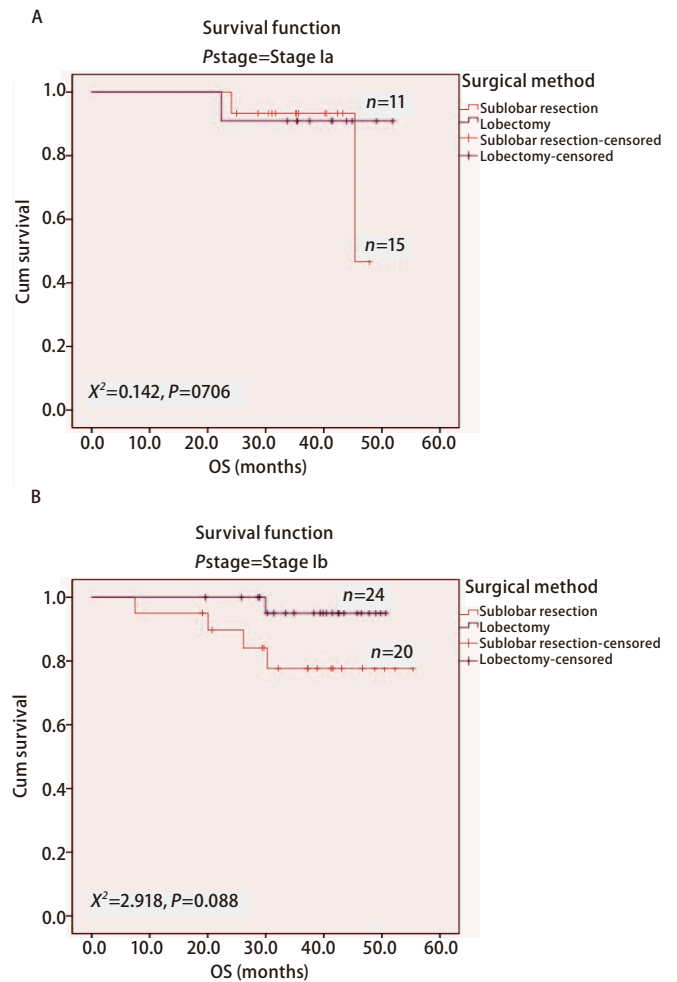 A
Survival function
Pstage=Stage Ia
Surgical method
Sublobar resection
Lobectomy
Sublobar resection-censored
Lobectomy-censored
n=11
n=15
Cum survival
1.0
0.8
0.6
0.4
0.2
0.0
X²=0.142, P=0706
0.0 10.0 20.0 30.0 40.0 50.0 60.0
OS (months)
B
Survival function
Pstage=Stage Ib
Surgical method
Sublobar resection
Lobectomy
Sublobar resection-censored
Lobectomy-censored
n=24
n=20
Cum survival
1.0
0.8
0.6
0.4
0.2
0.0
X²=2.918, P=0.088
0.0 10.0 20.0 30.0 40.0 50.0 60.0
OS (months)